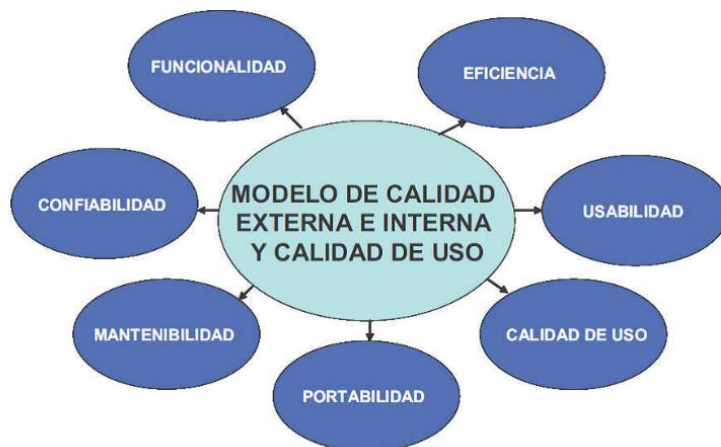 FUNCIONALIDAD
EFICIENCIA
CONFIABILIDAD
MODELO DE CALIDAD
EXTERNA E INTERNA
Y CALIDAD DE USO
USABILIDAD
MANTENIBILIDAD
CALIDAD DE USO
PORTABILIDAD